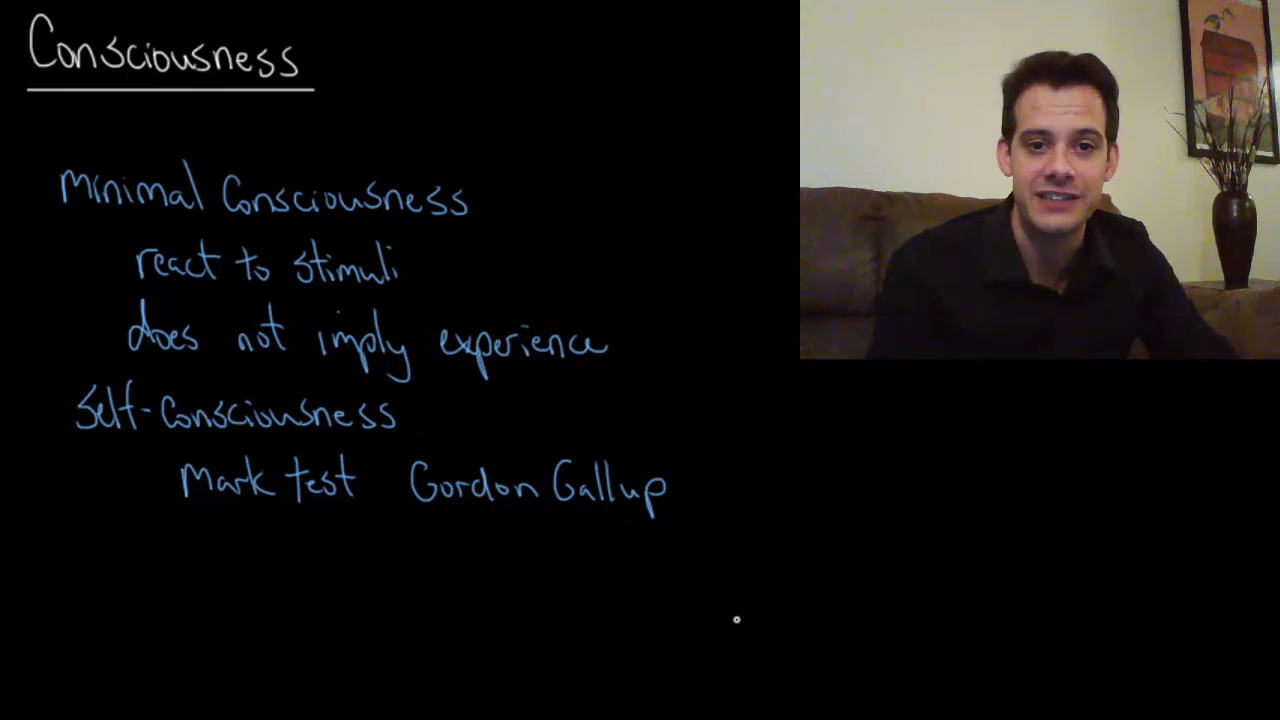 Consciousness
Minimal Consciousness
react to stimuli
does not imply experience
Self-Consciousness
Mark test Gordon Gallup